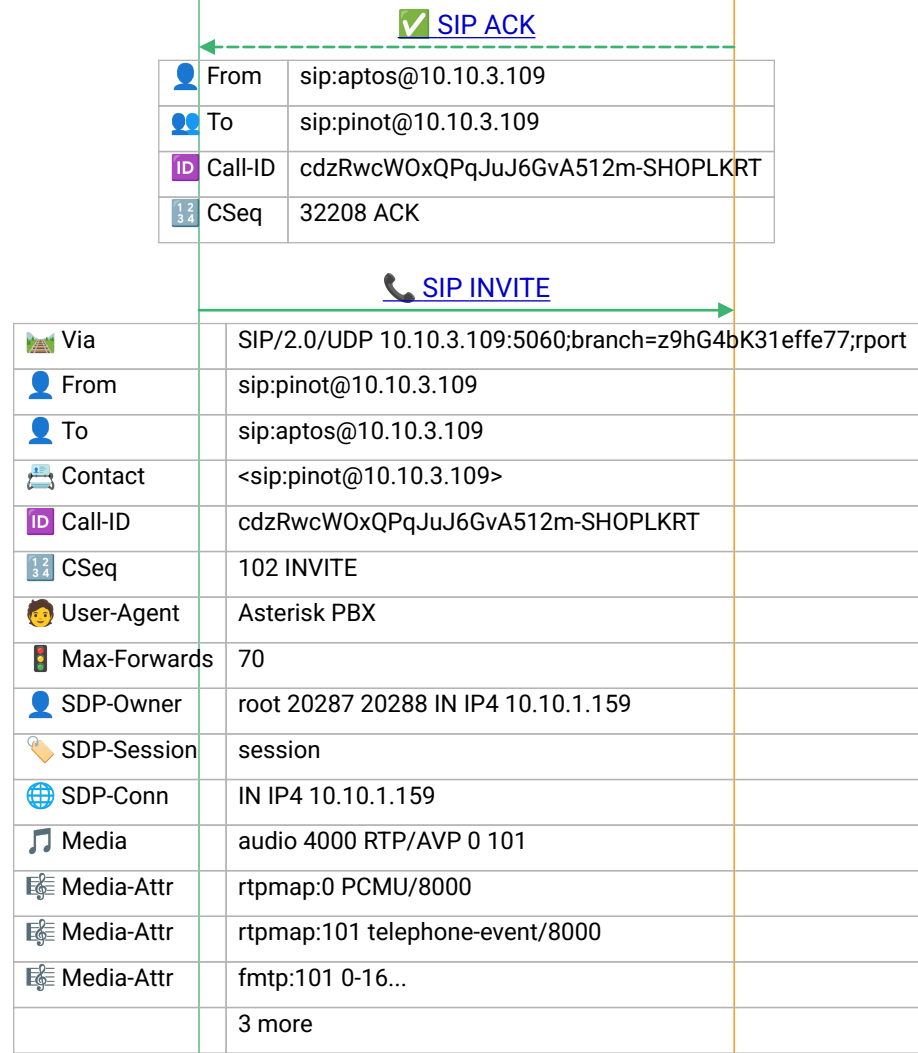 ✅ SIP ACK
👤 From sip:aptos@10.10.3.109
👥 To sip:pinot@10.10.3.109
🆔 Call-ID cdzRwcWOxQPqJuJ6GvA512m-SHOPLKRT
🔢 CSeq 32208 ACK
📞 SIP INVITE
🛤️ Via SIP/2.0/UDP 10.10.3.109:5060;branch=z9hG4bK31effe77;rport
👤 From sip:pinot@10.10.3.109
👤 To sip:aptos@10.10.3.109
📇 Contact <sip:pinot@10.10.3.109>
🆔 Call-ID cdzRwcWOxQPqJuJ6GvA512m-SHOPLKRT
🔢 CSeq 102 INVITE
🧑 User-Agent Asterisk PBX
🚦 Max-Forwards 70
👤 SDP-Owner root 20287 20288 IN IP4 10.10.1.159
🏷️ SDP-Session session
🌐 SDP-Conn IN IP4 10.10.1.159
🎵 Media audio 4000 RTP/AVP 0 101
🎼 Media-Attr rtpmap:0 PCMU/8000
🎼 Media-Attr rtpmap:101 telephone-event/8000
🎼 Media-Attr fmtp:101 0-16...
3 more